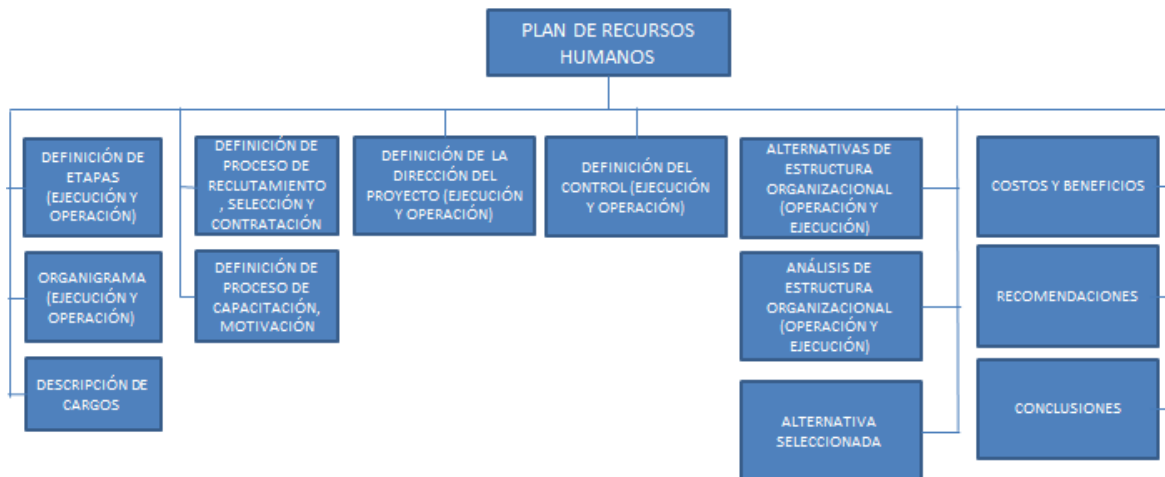 PLAN DE RECURSOS
HUMANOS
DEFINICIÓN DE
ETAPAS
(EJECUCIÓN Y
OPERACIÓN)
ORGANIGRAMA
(EJECUCIÓN Y
OPERACIÓN)
DESCRIPCIÓN DE
CARGOS
DEFINICIÓN DE
PROCESO DE
RECLUTAMIENTO
, SELECCIÓN Y
CONTRATACIÓN
DEFINICIÓN DE
PROCESO DE
CAPACITACIÓN,
MOTIVACIÓN
DEFINICIÓN DE LA
DIRECCIÓN DEL
PROYECTO (EJECUCIÓN
Y OPERACIÓN)
DEFINICIÓN DEL
CONTROL (EJECUCIÓN
Y OPERACIÓN)
ALTERNATIVAS DE
ESTRUCTURA
ORGANIZACIONAL
(OPERACIÓN Y
EJECUCIÓN)
ANÁLISIS DE
ESTRUCTURA
ORGANIZACIONAL
(OPERACIÓN Y
EJECUCIÓN)
ALTERNATIVA
SELECCIONADA
COSTOS Y BENEFICIOS
RECOMENDACIONES
CONCLUSIONES